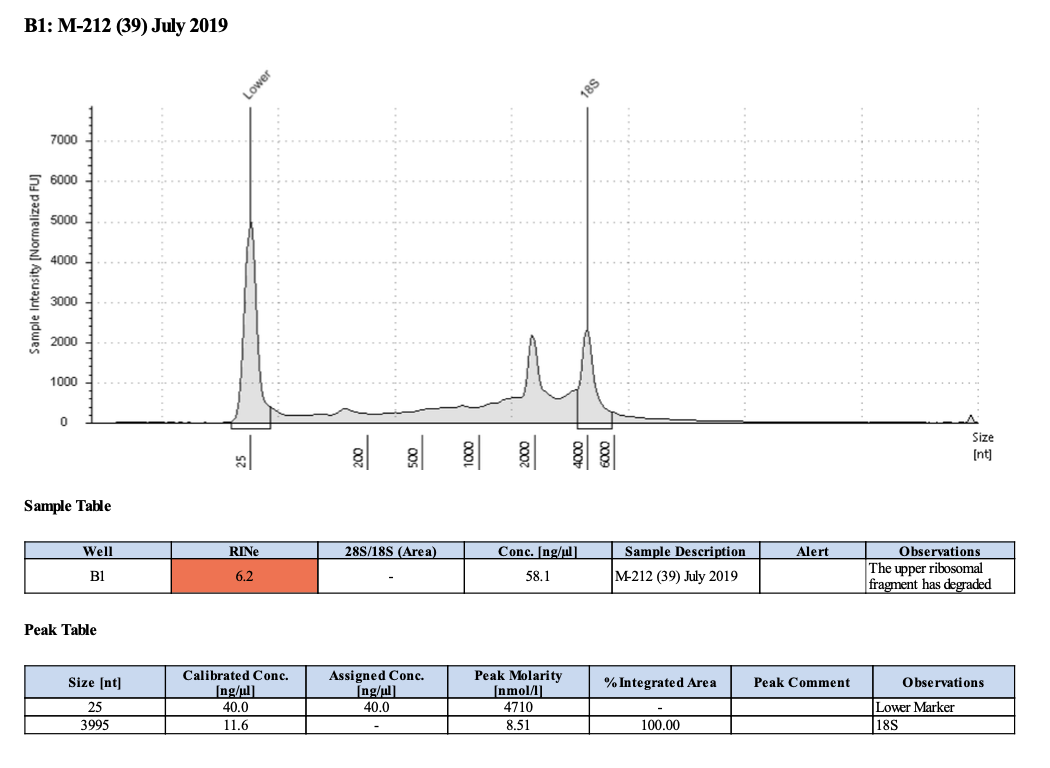 B1: M-212 (39) July 2019
Lower
18S
Sample Intensity [Normalized FU]
7000
6000
5000
4000
3000
2000
1000
0
25
200
500
1000
2000
4000
6000
Size
[nt]
Sample Table
Well RINe 28S/18S (Area) Conc. [ng/µl] Sample Description Alert Observations
B1 6.2 - 58.1 M-212 (39) July 2019 The upper ribosomal
fragment has degraded
Peak Table
Size [nt] Calibrated Conc. [ng/µl] Assigned Conc. [ng/µl] Peak Molarity [nmol/l] % Integrated Area Peak Comment Observations
25 40.0 40.0 4710 - Lower Marker
3995 11.6 - 8.51 100.00 18S